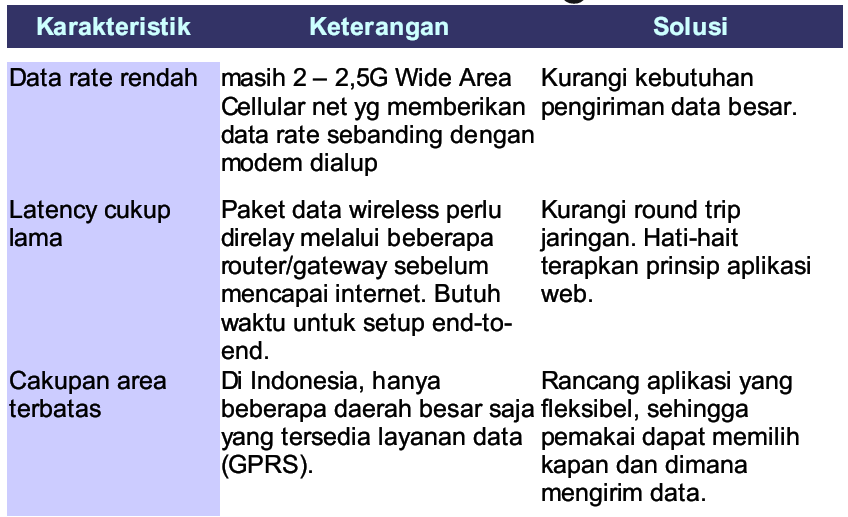 Karakteristik Keterangan Solusi
Data rate rendah
masih 2 – 2,5G Wide Area
Cellular net yg memberikan
data rate sebanding dengan
modem dialup
Kurangi kebutuhan
pengiriman data besar.
Latency cukup
lama
Paket data wireless perlu
direlay melalui beberapa
router/gateway sebelum
mencapai internet. Butuh
waktu untuk setup end-to-
end.
Kurangi round trip
jaringan. Hati-hait
terapkan prinsip aplikasi
web.
Cakupan area
terbatas
Di Indonesia, hanya
beberapa daerah besar saja
yang tersedia layanan data
(GPRS).
Rancang aplikasi yang
fleksibel, sehingga
pemakai dapat memilih
kapan dan dimana
mengirim data.